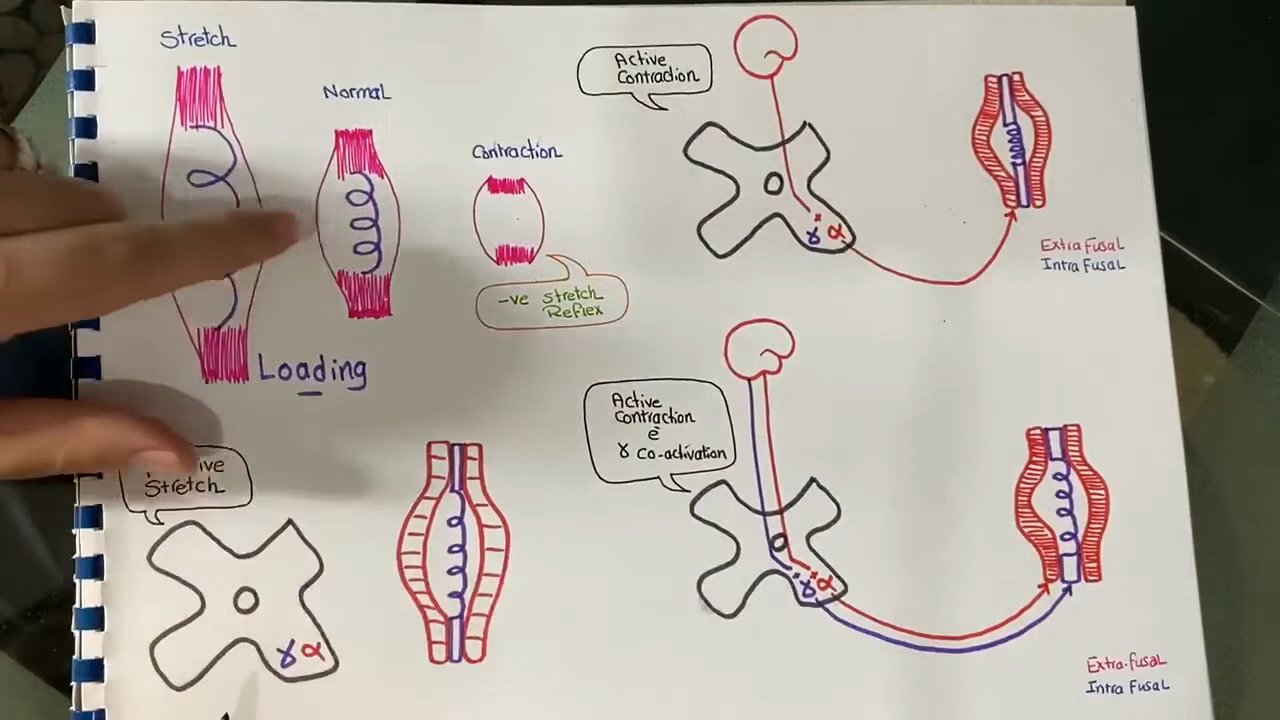 Stretch
Normal
Contraction
-ve stretch
Reflex
Loading
Active
Contraction
γ α
Extra Fusal
Intra Fusal
ive
Stretch
γ α
Active
Contraction
ē
γ co-activation
γ α
Extra-fusal
Intra Fusal